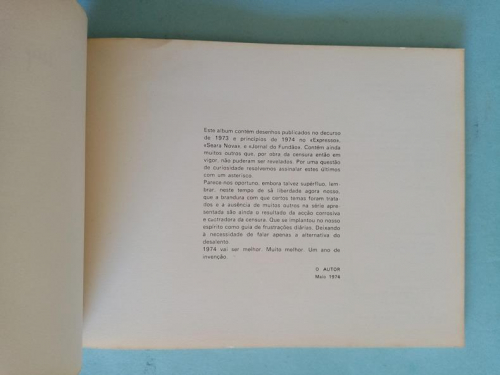 Este album contém desenhos publicados no decurso
de 1973 e princípios de 1974 no «Expresso»,
«Seara Nova», e «Jornal do Fundão». Contém ainda
muitos outros que, por obra da censura então em
vigor, não puderam ser revelados. Por uma questão
de curiosidade resolvemos assinalar estes últimos
com um asterisco.
Parece-nos oportuno, embora talvez supérfluo, lem-
brar, neste tempo de sã liberdade agora nosso,
que a brandura com que certos temas foram trata-
dos e a ausência de muitos outros na série apre-
sentada são ainda o resultado da acção corrosiva
e custradora da censura. Que se implantou no nosso
espírito como guia de frustrações diárias. Deixando
à necessidade de falar apenas a alternativa do
desalento.
1974 vai ser melhor. Muito melhor. Um ano de
invenção.
O AUTOR
Maio 1976